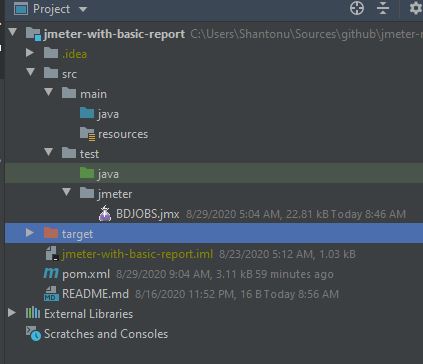 Project
jmeter-with-basic-report C:\Users\Shantonu\Sources\github\jmeter-r
.idea
src
main
java
resources
test
java
jmeter
BDJOBS.jmx 8/29/2020 5:04 AM, 22.81 kB Today 8:46 AM
target
jmeter-with-basic-report.iml 8/23/2020 5:12 AM, 1.03 kB
pom.xml 8/29/2020 9:04 AM, 3.11 kB 59 minutes ago
README.md 8/16/2020 11:52 PM, 16 B Today 8:56 AM
External Libraries
Scratches and Consoles